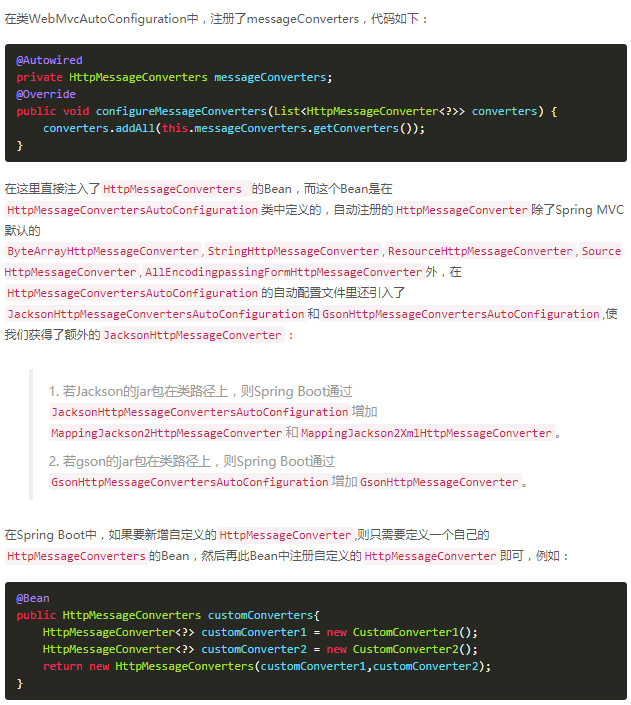 在类WebMvcAutoConfiguration中，注册了messageConverters，代码如下：
@Autowired
private HttpMessageConverters messageConverters;
@Override
public void configureMessageConverters(List<HttpMessageConverter<?>> converters) {
    converters.addAll(this.messageConverters.getConverters());
}
在这里直接注入了 HttpMessageConverters 的Bean，而这个Bean是在
HttpMessageConvertersAutoConfiguration 类中定义的，自动注册的 HttpMessageConverter 除了Spring MVC
默认的
ByteArrayHttpMessageConverter , StringHttpMessageConverter , ResourceHttpMessageConverter , Source
HttpMessageConverter , AllEncodingpassingFormHttpMessageConverter 外，在
HttpMessageConvertersAutoConfiguration 的自动配置文件里还引入了
JacksonHttpMessageConvertersAutoConfiguration 和 GsonHttpMessageConvertersAutoConfiguration ,使
我们获得了额外的 JacksonHttpMessageConverter ：
1. 若Jackson的jar包在类路径上，则Spring Boot通过
JacksonHttpMessageConvertersAutoConfiguration 增加
MappingJackson2HttpMessageConverter 和 MappingJackson2XmlHttpMessageConverter 。
2. 若gson的jar包在类路径上，则Spring Boot通过
GsonHttpMessageConvertersAutoConfiguration 增加 GsonHttpMessageConverter 。
在Spring Boot中，如果要新增自定义的 HttpMessageConverter ,则只需要定义一个自己的
HttpMessageConverters 的Bean，然后再此Bean中注册自定义的 HttpMessageConverter 即可，例如：
@Bean
public HttpMessageConverters customConverters{
    HttpMessageConverter<?> customConverter1 = new CustomConverter1();
    HttpMessageConverter<?> customConverter2 = new CustomConverter2();
    return new HttpMessageConverters(customConverter1,customConverter2);
}